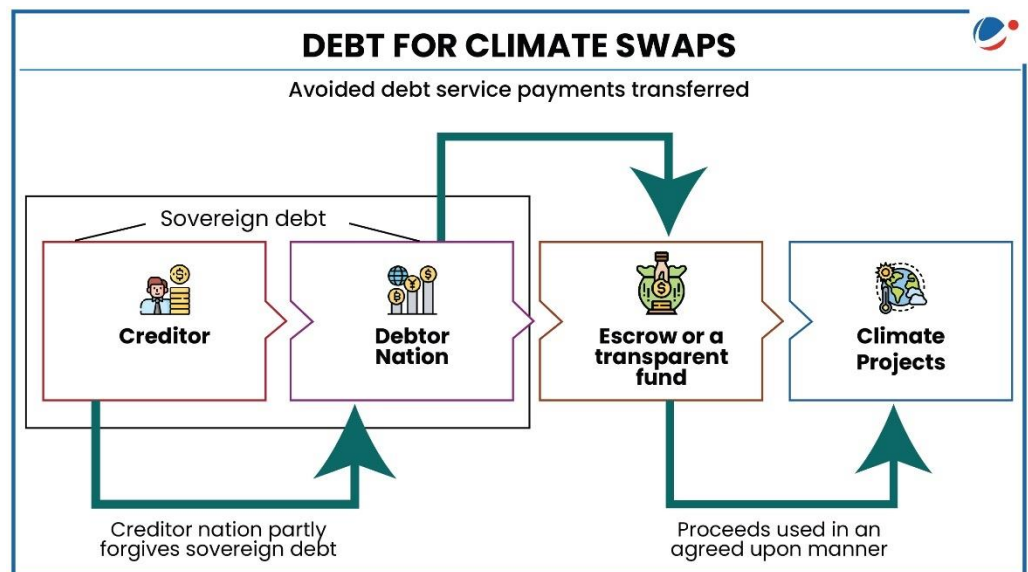 DEBT FOR CLIMATE SWAPS
Avoided debt service payments transferred
Sovereign debt
Creditor
Debtor
Nation
Escrow or a
transparent
fund
Climate
Projects
Creditor nation partly
forgives sovereign debt
Proceeds used in an
agreed upon manner